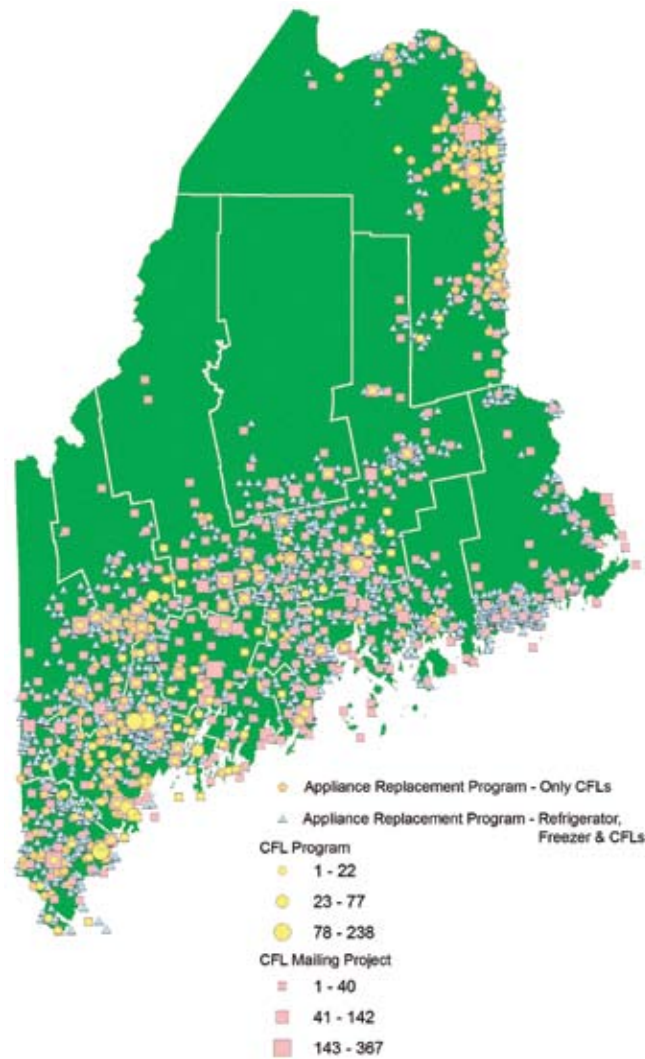 Appliance Replacement Program - Only CFLs
Appliance Replacement Program - Refrigerator,
Freezer & CFLs
CFL Program
1 - 22
23 - 77
78 - 238
CFL Mailing Project
1 - 40
41 - 142
143 - 367